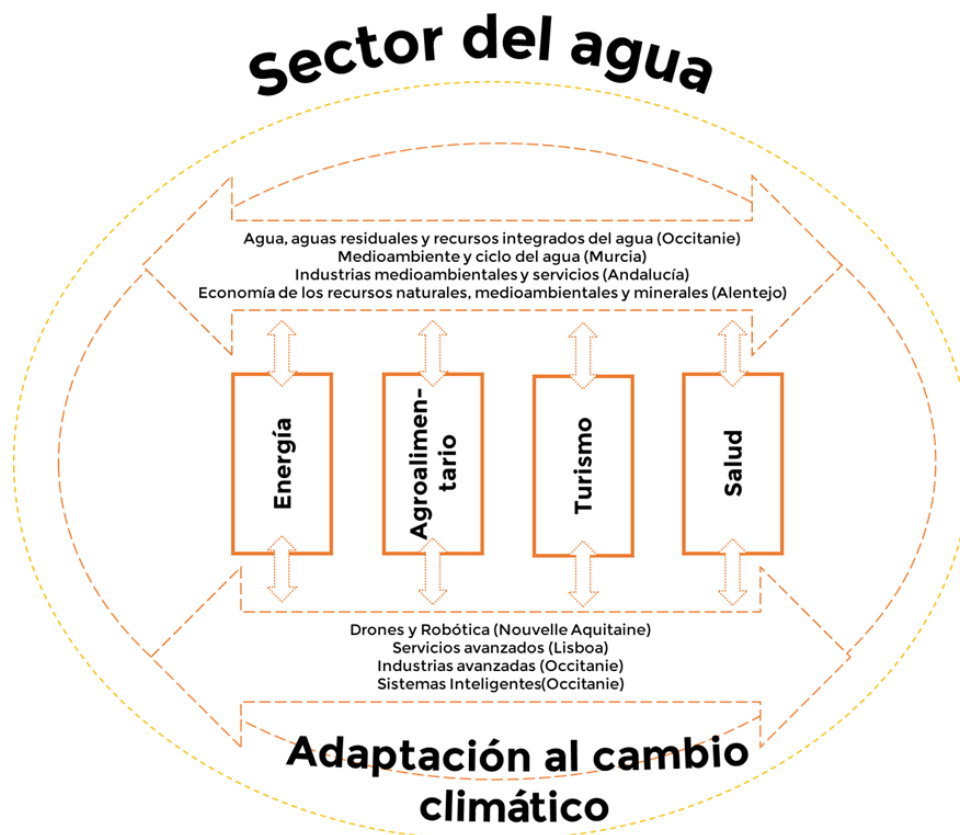 Sector del agua
Agua, aguas residuales y recursos integrados del agua (Occitanie)
Medioambiente y ciclo del agua (Murcia)
Industrias medioambientales y servicios (Andalucía)
Economía de los recursos naturales, medioambientales y minerales (Alentejo)
Energía
Agroalimen-
tario
Turismo
Salud
Drones y Robótica (Nouvelle Aquitaine)
Servicios avanzados (Lisboa)
Industrias avanzadas (Occitanie)
Sistemas Inteligentes(Occitanie)
Adaptación al cambio
climático